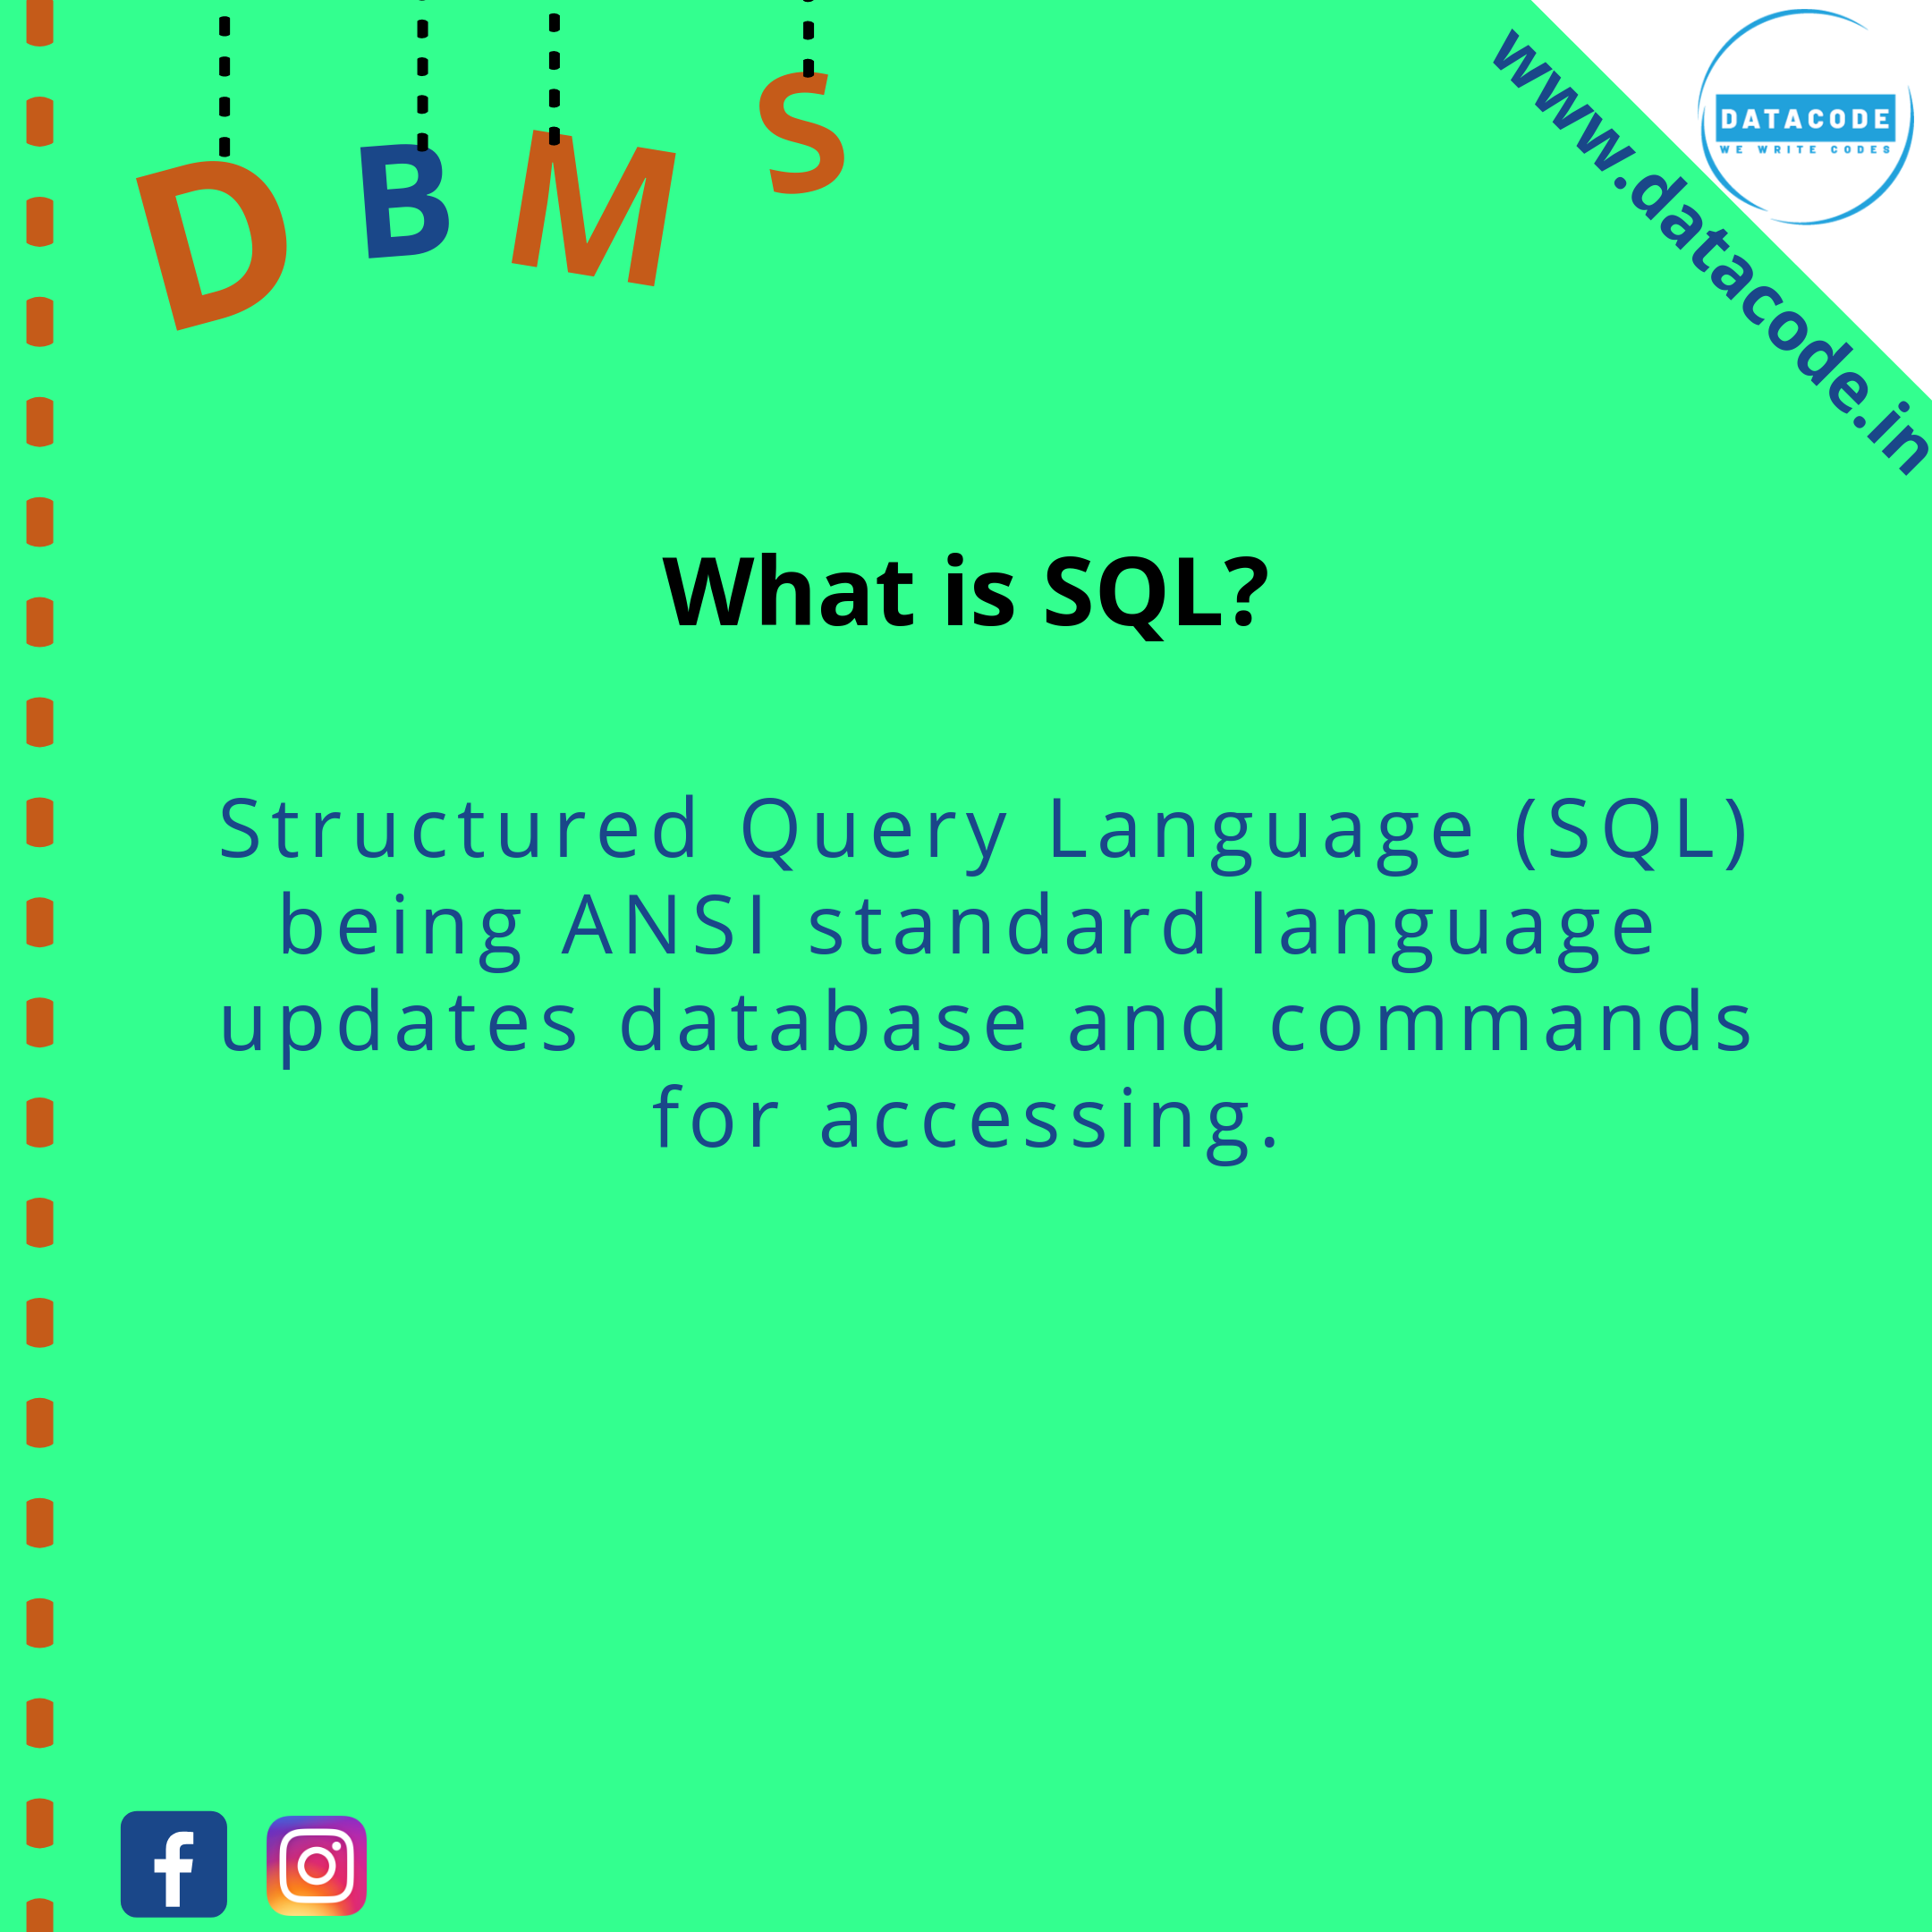 D B M S
www.datacode.in
DATACODE
WE WRITE CODES
What is SQL?
Structured Query Language (SQL)
being ANSI standard language
updates database and commands
for accessing.